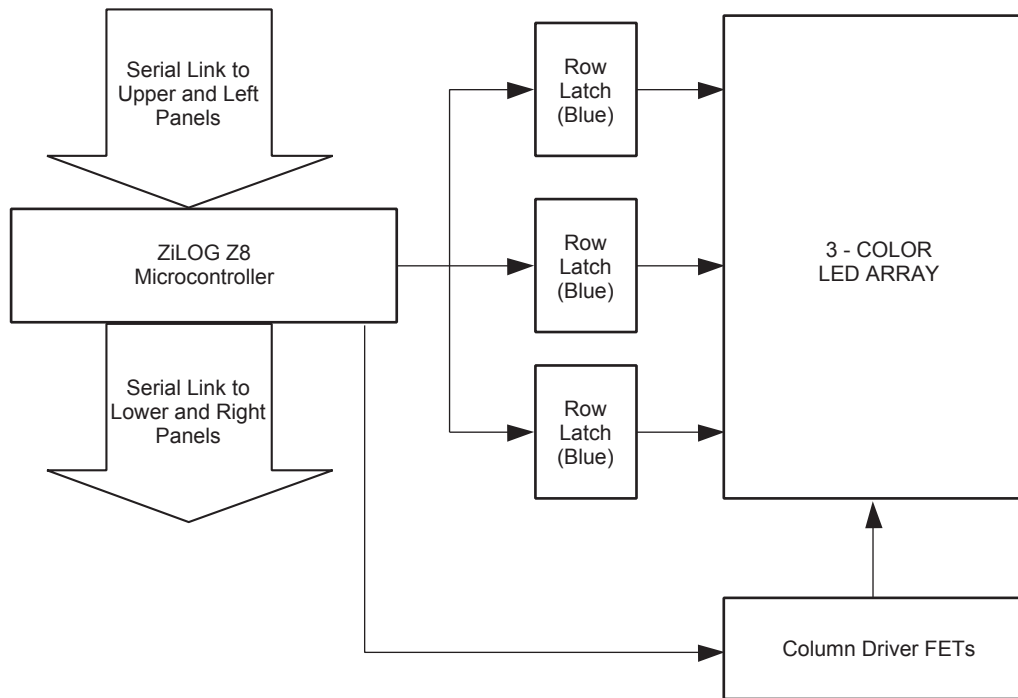 Serial Link to
Upper and Left
Panels
Row
Latch
(Blue)
ZiLOG Z8
Microcontroller
Row
Latch
(Blue)
3 - COLOR
LED ARRAY
Serial Link to
Lower and Right
Panels
Row
Latch
(Blue)
Column Driver FETs